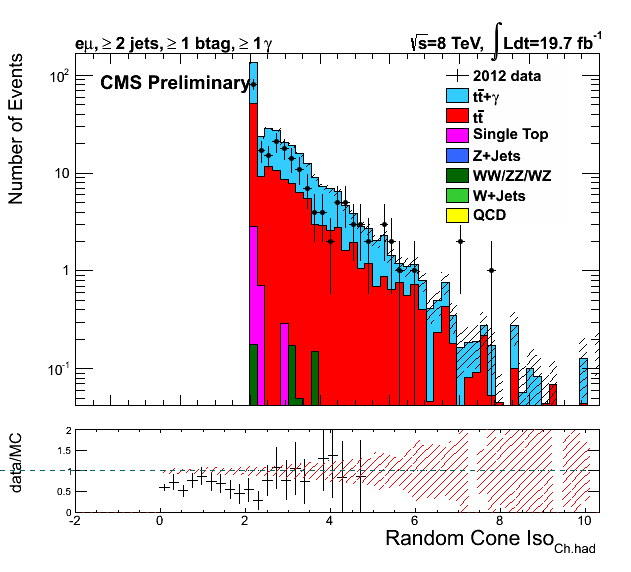 eμ, ≥ 2 jets, ≥ 1 btag, ≥ 1γ
√s=8 TeV, ∫Ldt=19.7 fb⁻¹
CMS Preliminary
2012 data
tt̄+γ
tt̄
Single Top
Z+Jets
WW/ZZ/WZ
W+Jets
QCD
Number of Events
10²
10
1
10⁻¹
data/MC
2
1.5
1
0.5
0
-2 0 2 4 6 8 10
Random Cone Iso_Ch.had